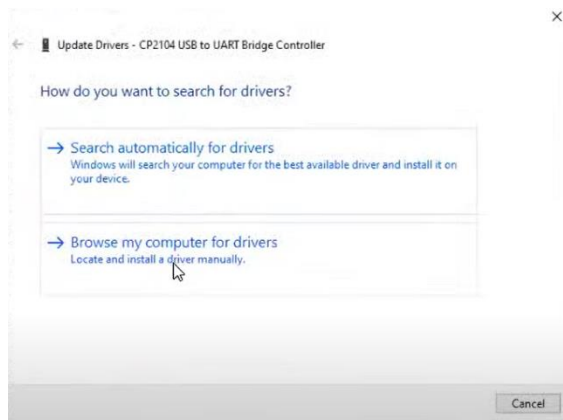 Update Drivers - CP2104 USB to UART Bridge Controller
How do you want to search for drivers?
Search automatically for drivers
Windows will search your computer for the best available driver and install it on
your device.
Browse my computer for drivers
Locate and install a driver manually.
Cancel